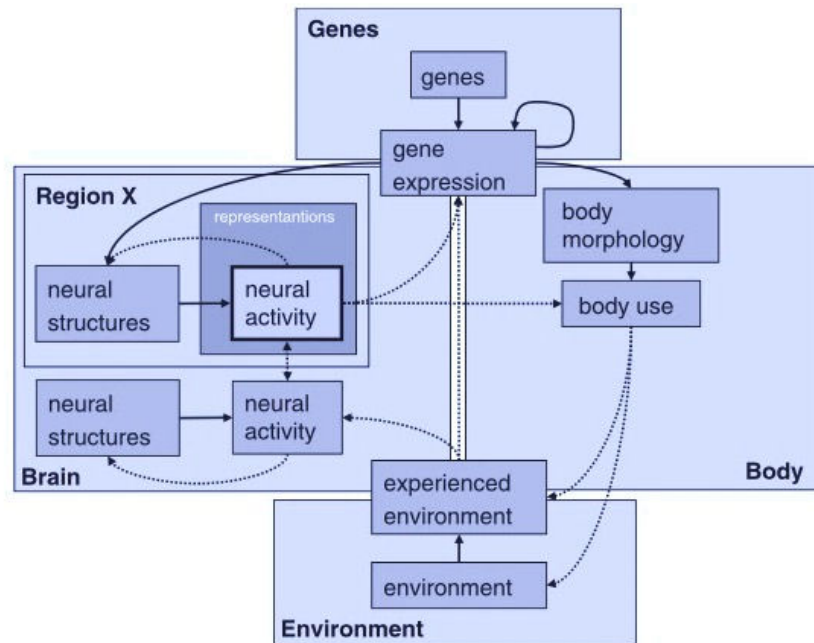 Genes
genes
gene
expression
Region X
representantions
body
morphology
neural
structures
neural
activity
body use
neural
structures
neural
activity
Brain
experienced
environment
Body
environment
Environment